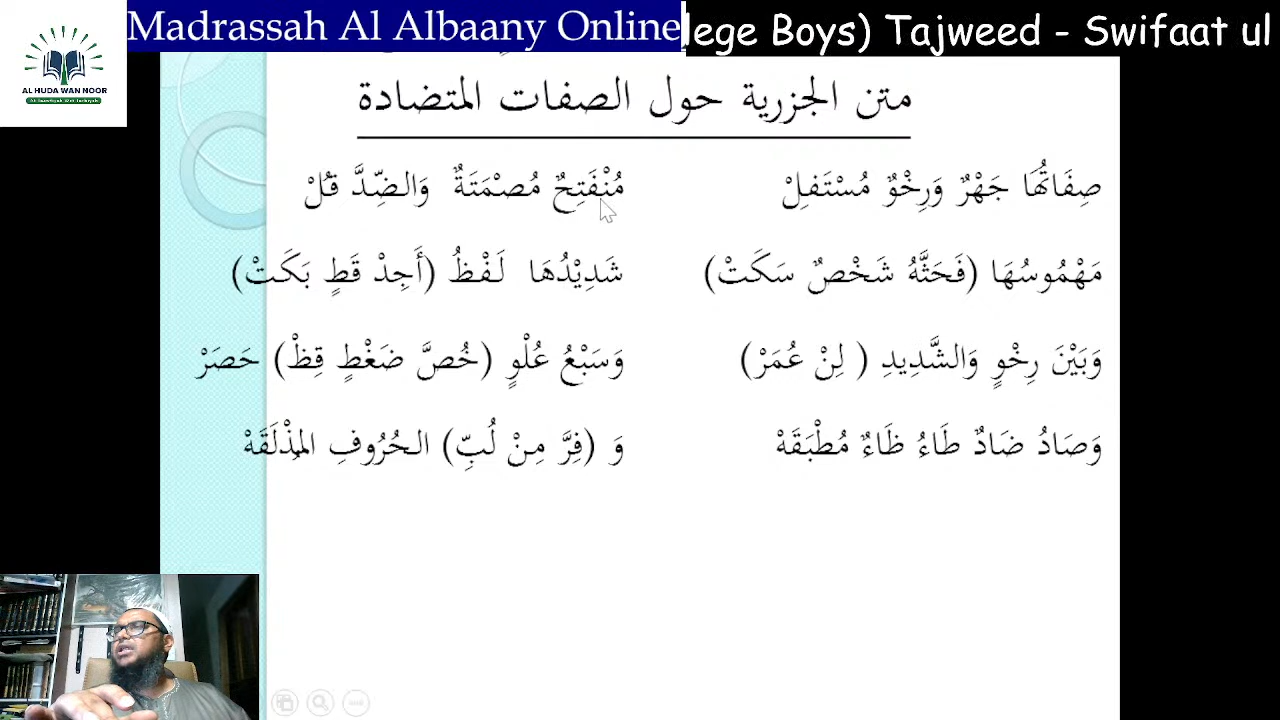 Madrassah Al Albaany Online
lege Boys) Tajweed - Swifaat ul
AL HUDA WAN NOOR
متن الجزرية حول الصفات المتضادة
صِفَاتُهَا جَهْرٌ وَرِخْوٌ مُسْتَفِلْ مُنْفَتِحٌ مُصْمَتَةٌ وَالضِّدَّ قُلْ
مَهْمُوسُهَا (فَحَثَّهُ شَخْصٌ سَكَتْ) شَدِيْدُهَا لَفْظُ (أَجِدْ قَطٍ بَكَتْ)
وَبَيْنَ رِخْوٍ وَالشَّدِيدِ ( لِنْ عُمَرْ) وَسَبْعُ عُلْوٍ (خُصَّ ضَغْطٍ قِظْ) حَصَرْ
وَصَادُ ضَادٌ طَاءُ ظَاءٌ مُطْبَقَهْ وَ (فِرَّ مِنْ لُبِّ) الحُرُوفِ المُذْلَقَهْ